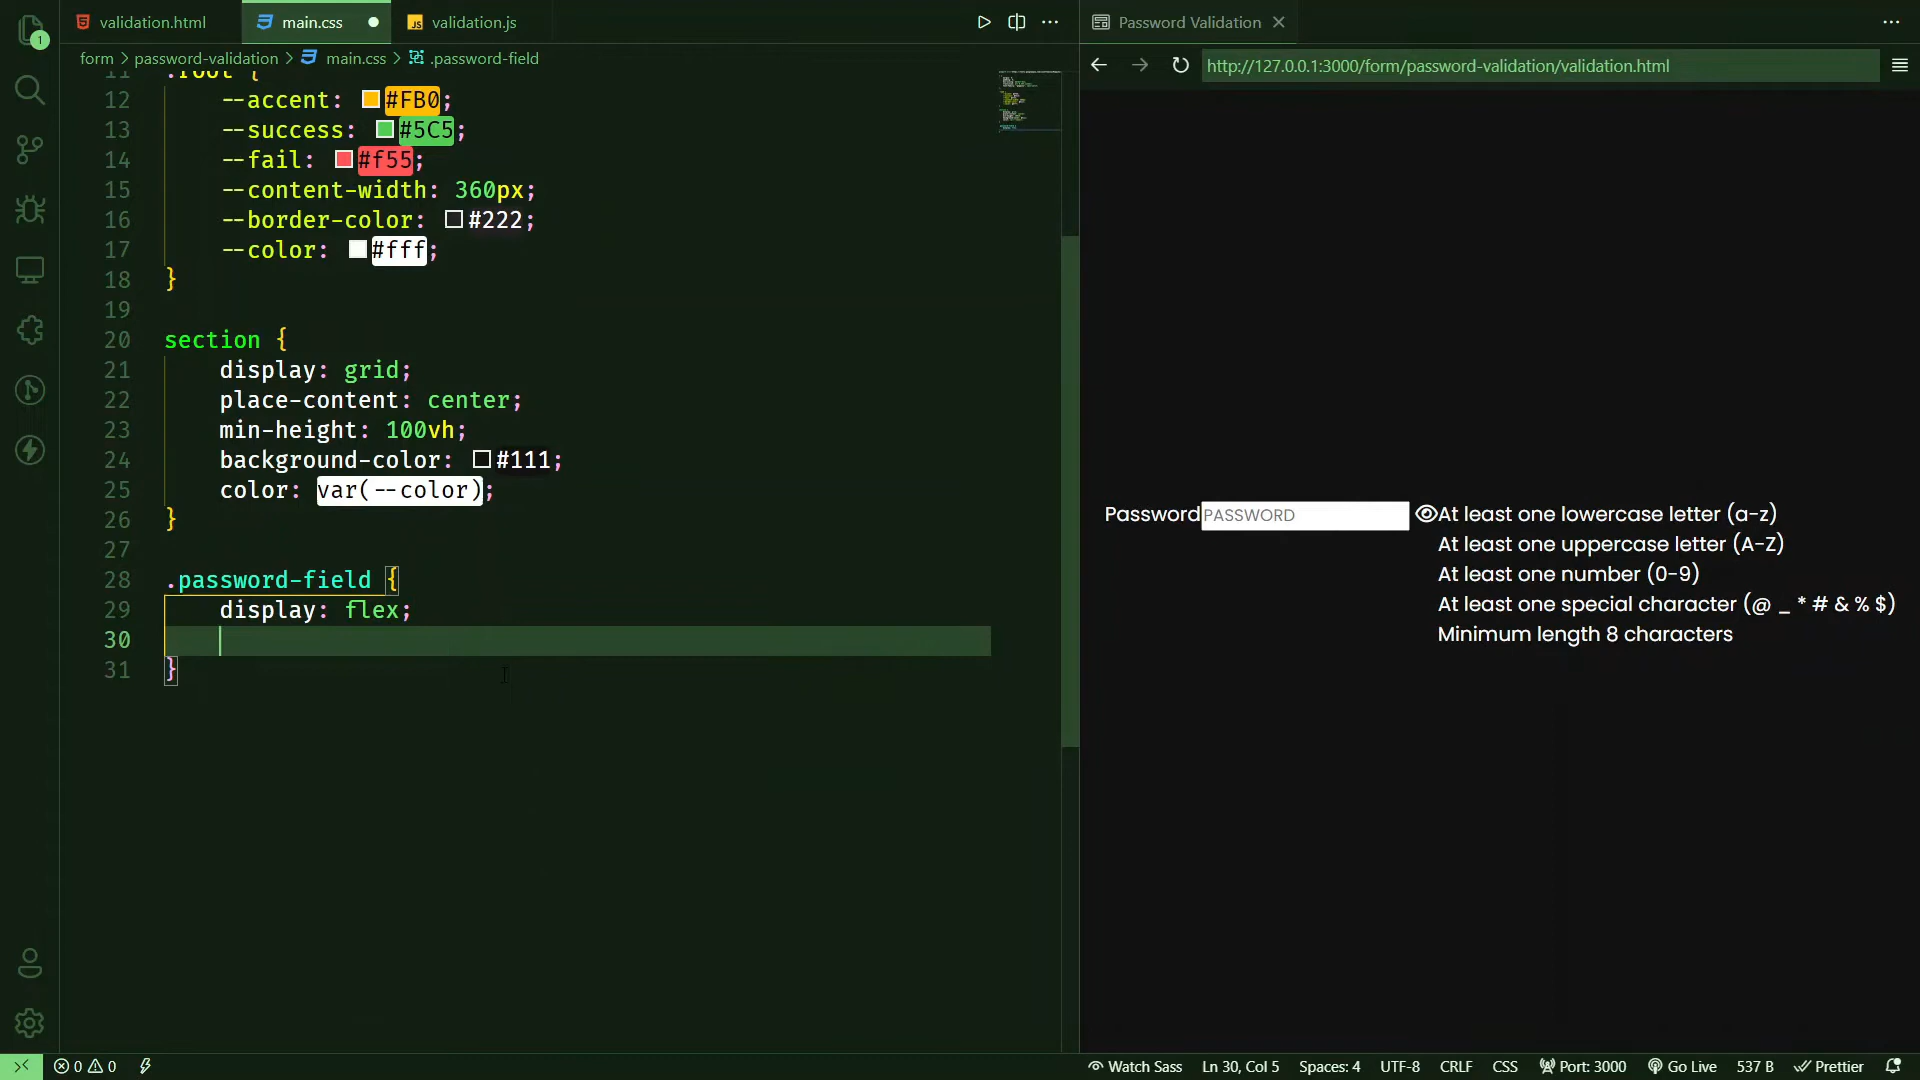 validation.html
main.css
JS validation.js
Password Validation
form > password-validation > main.css > .password-field
http://127.0.0.1:3000/form/password-validation/validation.html
1
12 --accent: #FB0;
13 --success: #5C5;
14 --fail: #f55;
15 --content-width: 360px;
16 --border-color: #222;
17 --color: #fff;
18 }
19
20 section {
21 display: grid;
22 place-content: center;
23 min-height: 100vh;
24 background-color: #111;
25 color: var(--color);
26 }
27
28 .password-field {
29 display: flex;
30
31 }
Password
PASSWORD
At least one lowercase letter (a-z)
At least one uppercase letter (A-Z)
At least one number (0-9)
At least one special character (@ _ * # & % $)
Minimum length 8 characters
0 0
Watch Sass
Ln 30, Col 5
Spaces: 4
UTF-8
CRLF
CSS
Port: 3000
Go Live
537 B
Prettier